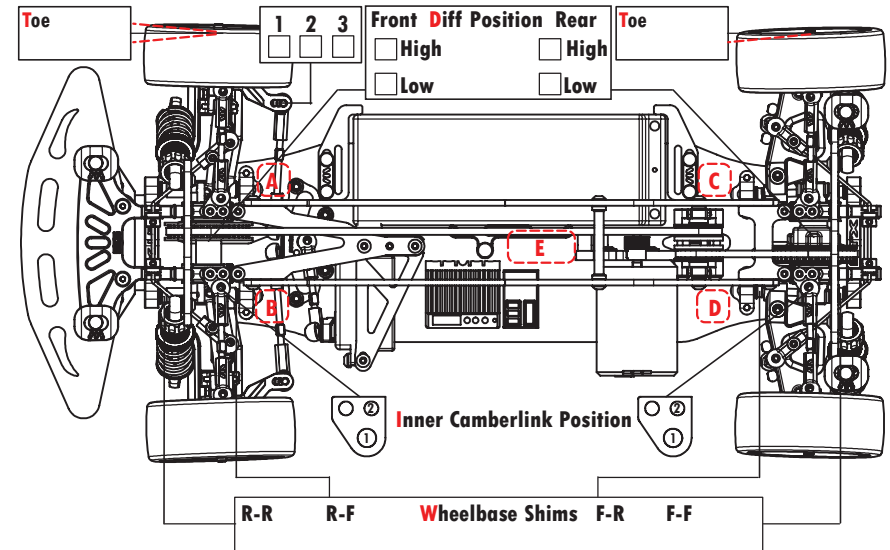 Toe
1 2 3
Front Diff Position Rear
High High
Low Low
Toe
A
C
E
B
D
2
1
Inner Camberlink Position
2
1
R-R R-F Wheelbase Shims F-R F-F